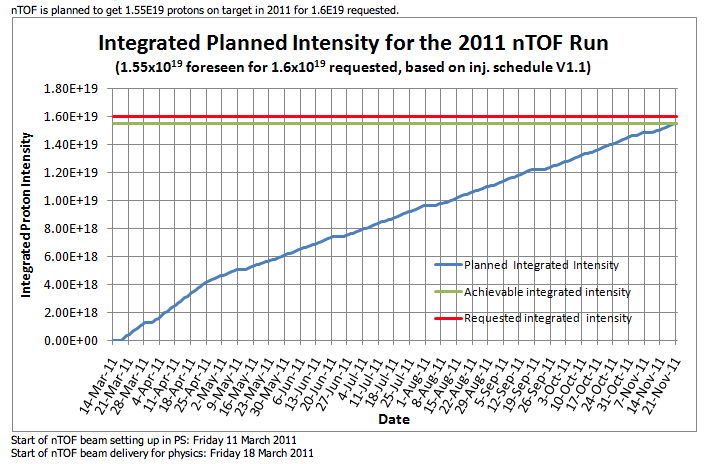 nTOF is planned to get 1.55E19 protons on target in 2011 for 1.6E19 requested.
Integrated Planned Intensity for the 2011 nTOF Run
(1.55x10¹⁹ foreseen for 1.6x10¹⁹ requested, based on inj. schedule V1.1)
Integrated Proton Intensity
1.80E+19
1.60E+19
1.40E+19
1.20E+19
1.00E+19
8.00E+18
6.00E+18
4.00E+18
2.00E+18
0.00E+00
Planned Integrated Intensity
Achievable integrated intensity
Requested integrated intensity
14-Mar-11
21-Mar-11
28-Mar-11
4-Apr-11
11-Apr-11
18-Apr-11
25-Apr-11
2-May-11
9-May-11
16-May-11
23-May-11
30-May-11
6-Jun-11
13-Jun-11
20-Jun-11
27-Jun-11
4-Jul-11
11-Jul-11
18-Jul-11
25-Jul-11
1-Aug-11
8-Aug-11
15-Aug-11
22-Aug-11
29-Aug-11
5-Sep-11
12-Sep-11
19-Sep-11
26-Sep-11
3-Oct-11
10-Oct-11
17-Oct-11
24-Oct-11
31-Oct-11
7-Nov-11
14-Nov-11
21-Nov-11
Date
Start of nTOF beam setting up in PS: Friday 11 March 2011
Start of nTOF beam delivery for physics: Friday 18 March 2011